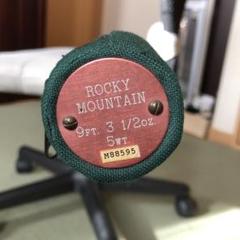 ROCKY
MOUNTAIN
9FT. 3 1/2oz.
5WT
M88595